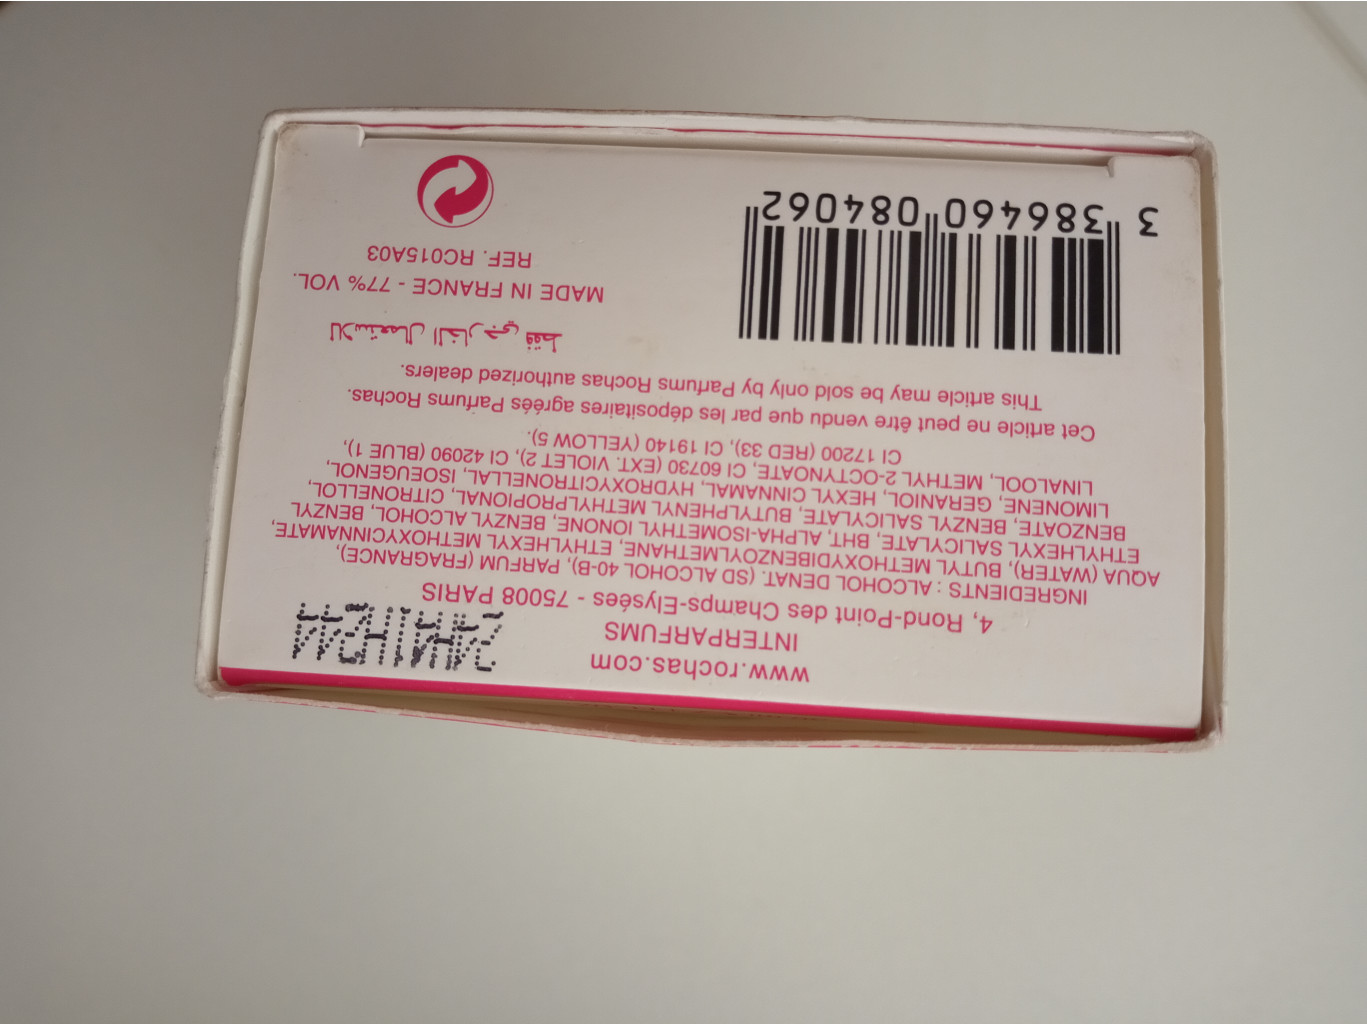 www.rochas.com
INTERPARFUMS
4, Rond-Point des Champs-Elysées - 75008 PARIS
INGREDIENTS : ALCOHOL DENAT. (SD ALCOHOL 40-B), PARFUM (FRAGRANCE),
AQUA (WATER), BUTYL METHOXYDIBENZOYLMETHANE, ETHYLHEXYL METHOXYCINNAMATE,
ETHYLHEXYL SALICYLATE, BHT, ALPHA-ISOMETHYL IONONE, BENZYL ALCOHOL, BENZYL
BENZOATE, BENZYL SALICYLATE, BUTYLPHENYL METHYLPROPIONAL, CITRONELLOL,
LIMONENE, GERANIOL, HEXYL CINNAMAL, HYDROXYCITRONELLAL, ISOEUGENOL,
LINALOOL, METHYL 2-OCTYNOATE, CI 60730 (EXT. VIOLET 2), CI 42090 (BLUE 1),
CI 17200 (RED 33), CI 19140 (YELLOW 5).
Cet article ne peut être vendu que par les dépositaires agréés Parfums Rochas.
This article may be sold only by Parfums Rochas authorized dealers.
للاستعمال الخارجي فقط
MADE IN FRANCE - 77% VOL.
REF. RC015A03
3 386460 084062